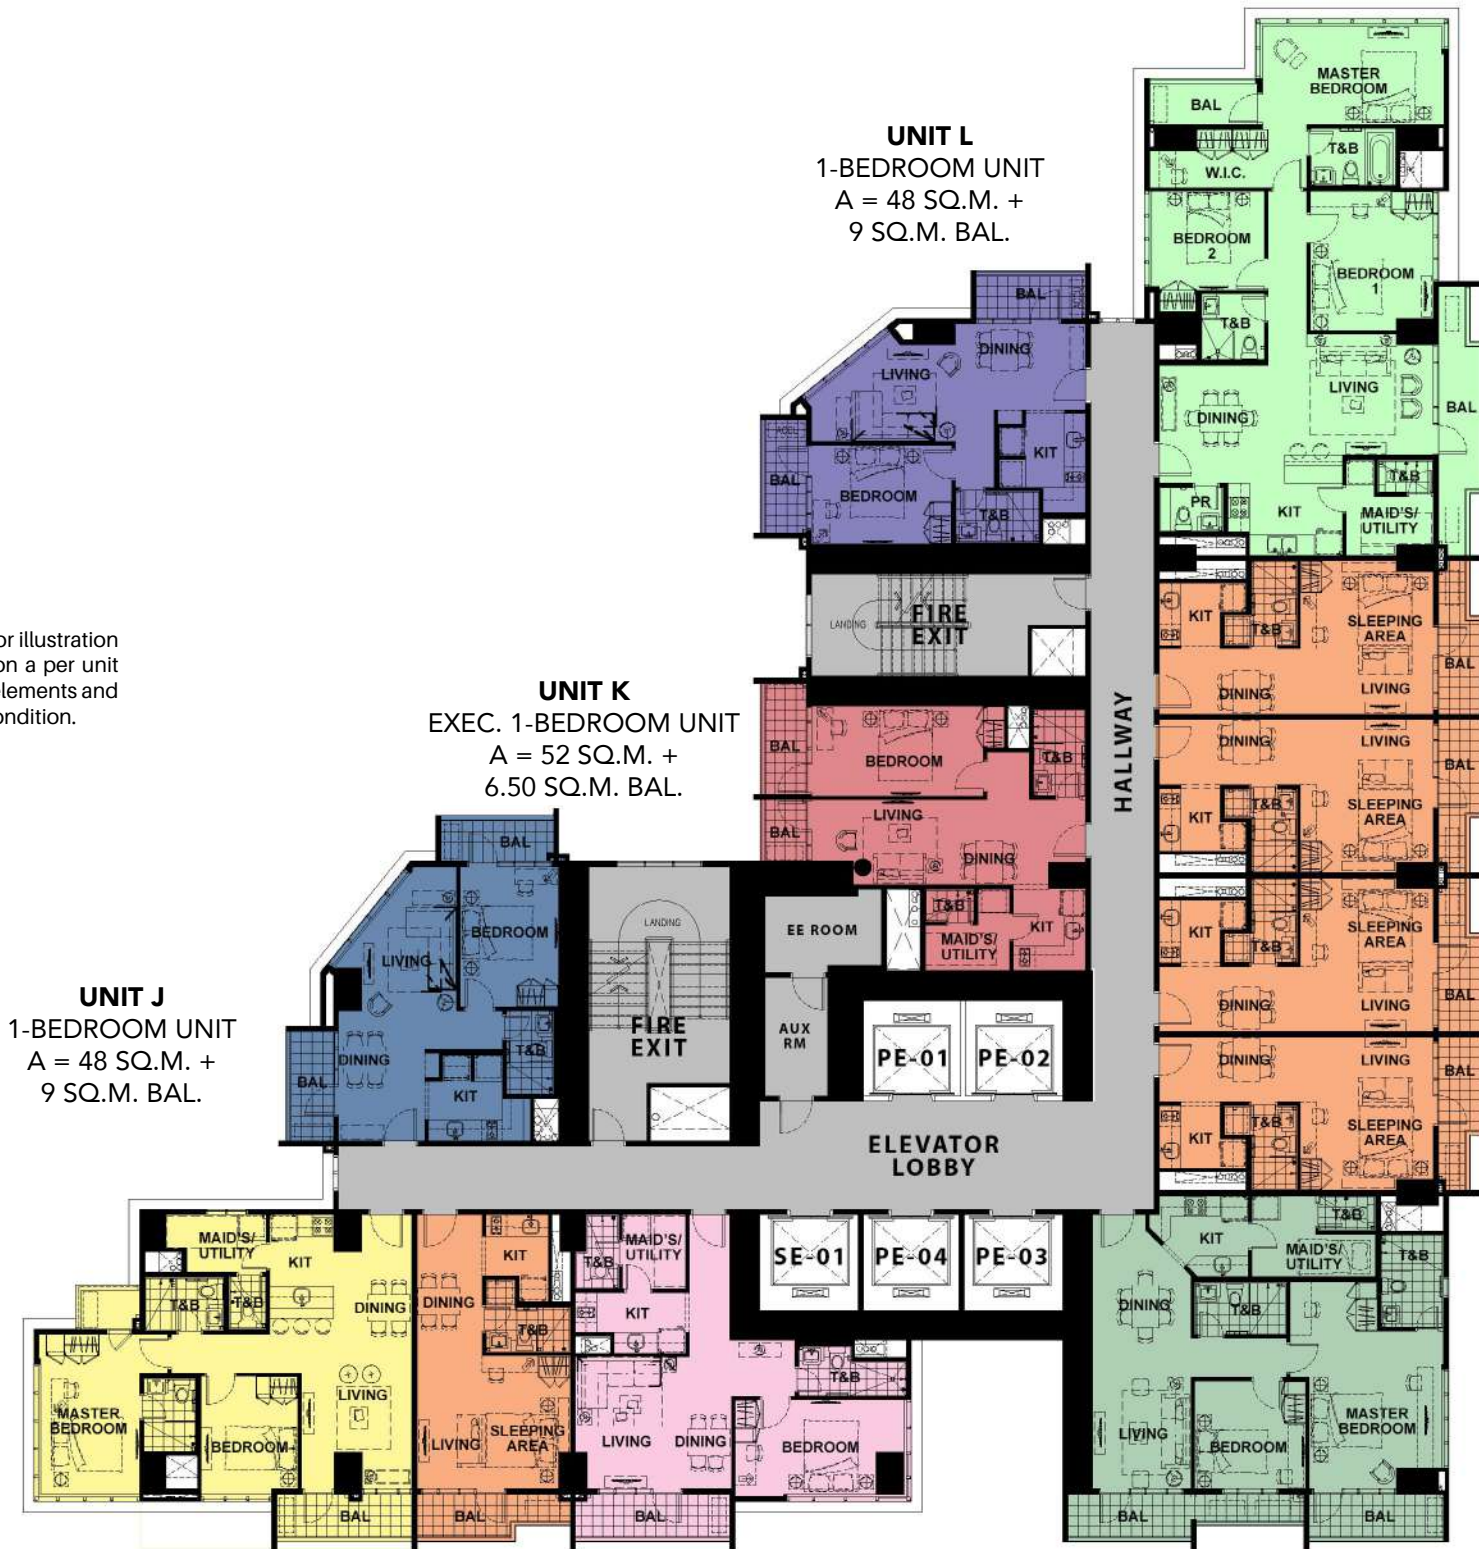 UNIT L
1-BEDROOM UNIT
A = 48 SQ.M. +
9 SQ.M. BAL.
MASTER
BEDROOM
BAL
T&B
W.I.C.
BEDROOM
2
BEDROOM
1
T&B
LIVING
DINING
BAL
T&B
PR
KIT
MAID'S/
UTILITY
BAL
DINING
LIVING
KIT
BAL
BEDROOM
T&B
LANDING
FIRE
EXIT
or illustration
on a per unit
elements and
ondition.
UNIT K
EXEC. 1-BEDROOM UNIT
A = 52 SQ.M. +
6.50 SQ.M. BAL.
BAL
BEDROOM
T&B
LIVING
BAL
DINING
T&B
KIT
MAID'S/
UTILITY
HALLWAY
KIT
T&B
SLEEPING
AREA
BAL
DINING
LIVING
DINING
LIVING
BAL
KIT
T&B
SLEEPING
AREA
KIT
T&B
SLEEPING
AREA
DINING
LIVING
BAL
DINING
LIVING
BAL
KIT
T&B
SLEEPING
AREA
UNIT J
1-BEDROOM UNIT
A = 48 SQ.M. +
9 SQ.M. BAL.
BAL
BEDROOM
LIVING
DINING
T&B
BAL
KIT
LANDING
FIRE
EXIT
EE ROOM
AUX
RM
PE-01
PE-02
ELEVATOR
LOBBY
SE-01
PE-04
PE-03
MAID'S/
UTILITY
KIT
T&B
T&B
DINING
LIVING
MASTER
BEDROOM
BEDROOM
BAL
KIT
DINING
T&B
LIVING
SLEEPING
AREA
BAL
MAID'S/
UTILITY
T&B
KIT
T&B
LIVING
DINING
BEDROOM
BAL
KIT
T&B
MAID'S/
UTILITY
T&B
DINING
T&B
MASTER
BEDROOM
LIVING
BEDROOM
BAL
BAL